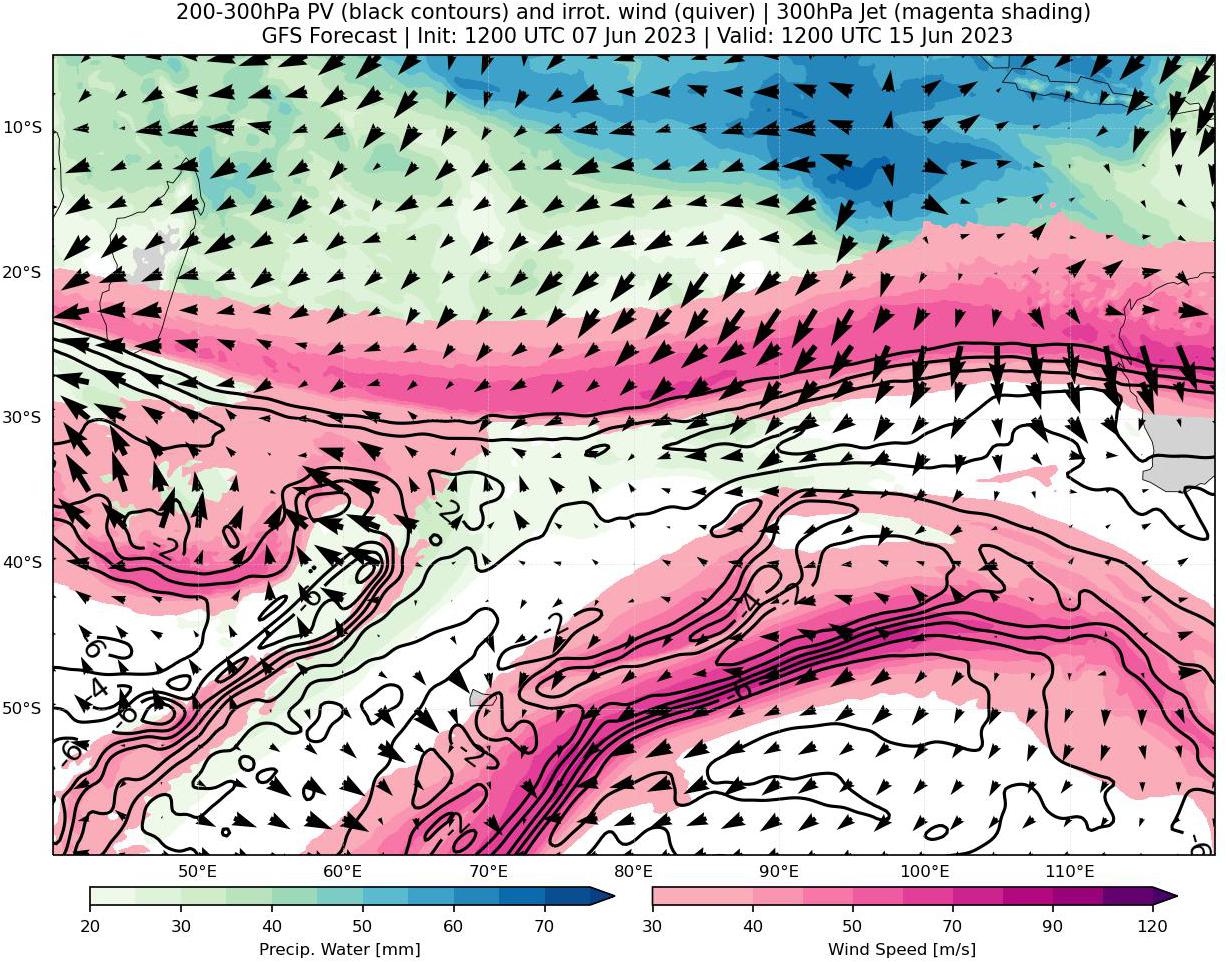 200-300hPa PV (black contours) and irrot. wind (quiver) | 300hPa Jet (magenta shading)
GFS Forecast | Init: 1200 UTC 07 Jun 2023 | Valid: 1200 UTC 15 Jun 2023
10°S
20°S
30°S
-2
-2
0
40°S
-6
-4
-2
-2
-6
-4
-6
50°S
-6
-6
-2
50°E 60°E 70°E 80°E 90°E 100°E 110°E
20 30 40 50 60 70
30 40 50 70 90 120
Precip. Water [mm]
Wind Speed [m/s]